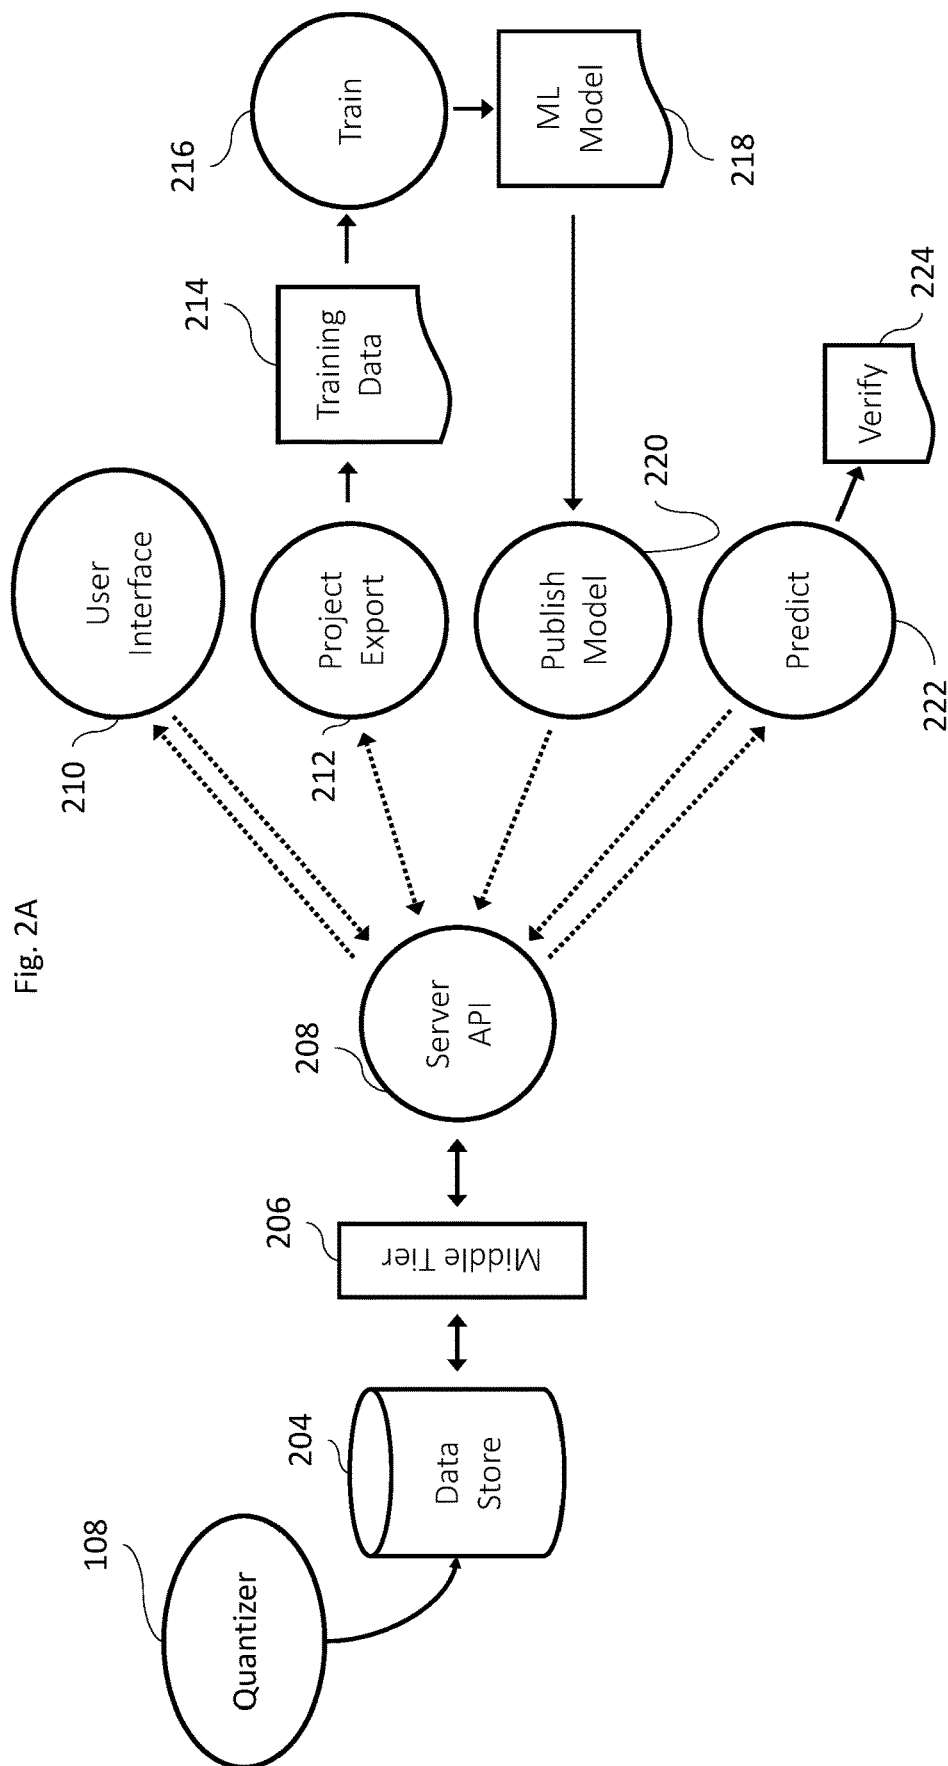 Fig. 2A
108
Quantizer
204
Data
Store
206
Middle Tier
208
Server
API
210
User
Interface
212
Project
Export
214
Training
Data
216
Train
218
ML
Model
220
Publish
Model
222
Predict
224
Verify